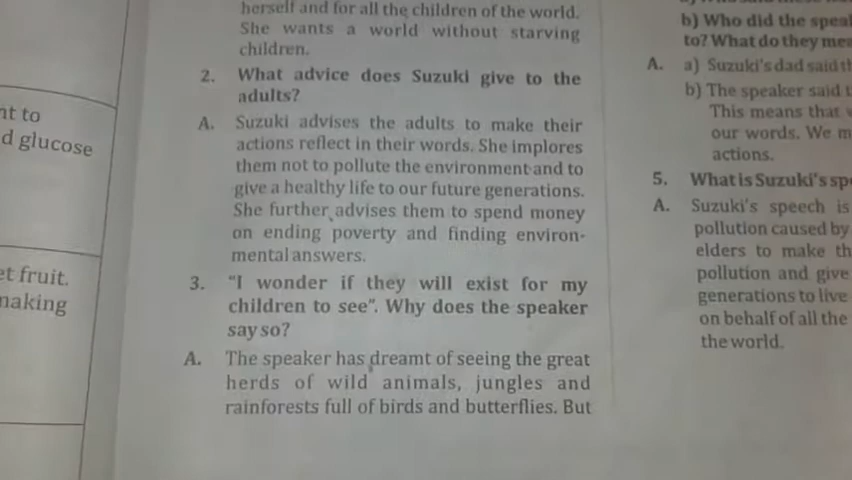 nt to
d glucose
et fruit.
making
herself and for all the children of the world.
She wants a world without starving
children.
2. What advice does Suzuki give to the
adults?
A. Suzuki advises the adults to make their
actions reflect in their words. She implores
them not to pollute the environment and to
give a healthy life to our future generations.
She further advises them to spend money
on ending poverty and finding environ-
mental answers.
3. "I wonder if they will exist for my
children to see". Why does the speaker
say so?
A. The speaker has dreamt of seeing the great
herds of wild animals, jungles and
rainforests full of birds and butterflies. But
b) Who did the speak
to? What do they mea
A. a) Suzuki's dad said th
b) The speaker said t
This means that
our words. We m
actions.
5. What is Suzuki's spe
A. Suzuki's speech is
pollution caused by
elders to make th
pollution and give
generations to live
on behalf of all the
the world.